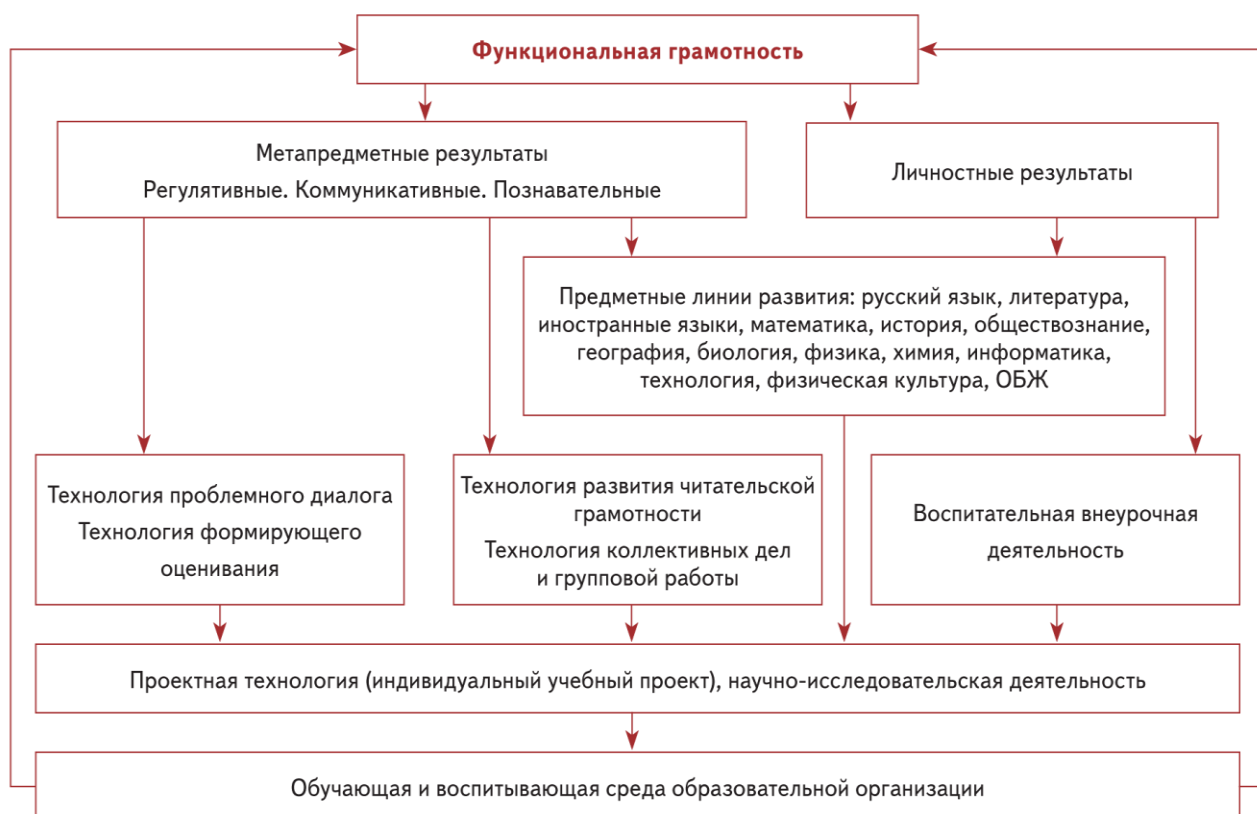 Функциональная грамотность
Метапредметные результаты
Регулятивные. Коммуникативные. Познавательные
Личностные результаты
Предметные линии развития: русский язык, литература,
иностранные языки, математика, история, обществознание,
география, биология, физика, химия, информатика,
технология, физическая культура, ОБЖ
Технология проблемного диалога
Технология формирующего
оценивания
Технология развития читательской
грамотности
Технология коллективных дел
и групповой работы
Воспитательная внеурочная
деятельность
Проектная технология (индивидуальный учебный проект), научно-исследовательская деятельность
Обучающая и воспитывающая среда образовательной организации